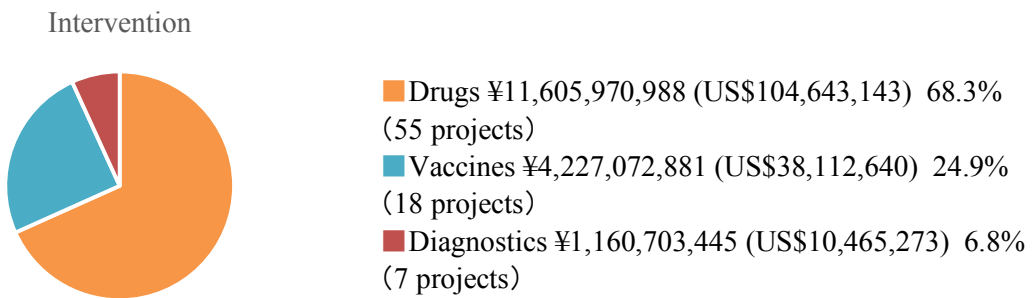 Intervention
Drugs ¥11,605,970,988 (US$104,643,143) 68.3%
（55 projects）
Vaccines ¥4,227,072,881 (US$38,112,640) 24.9%
（18 projects）
Diagnostics ¥1,160,703,445 (US$10,465,273) 6.8%
（7 projects）